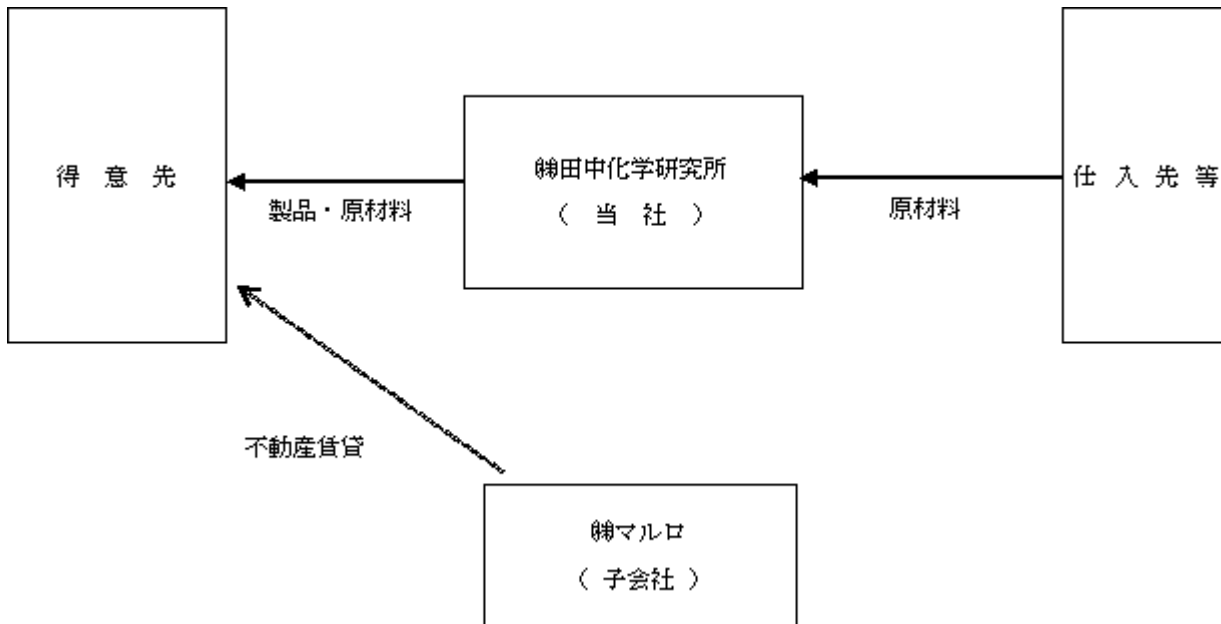 得意先
㈱田中化学研究所
（当社）
仕入先等
製品・原材料
原材料
不動産賃貸
㈱マルロ
（子会社）